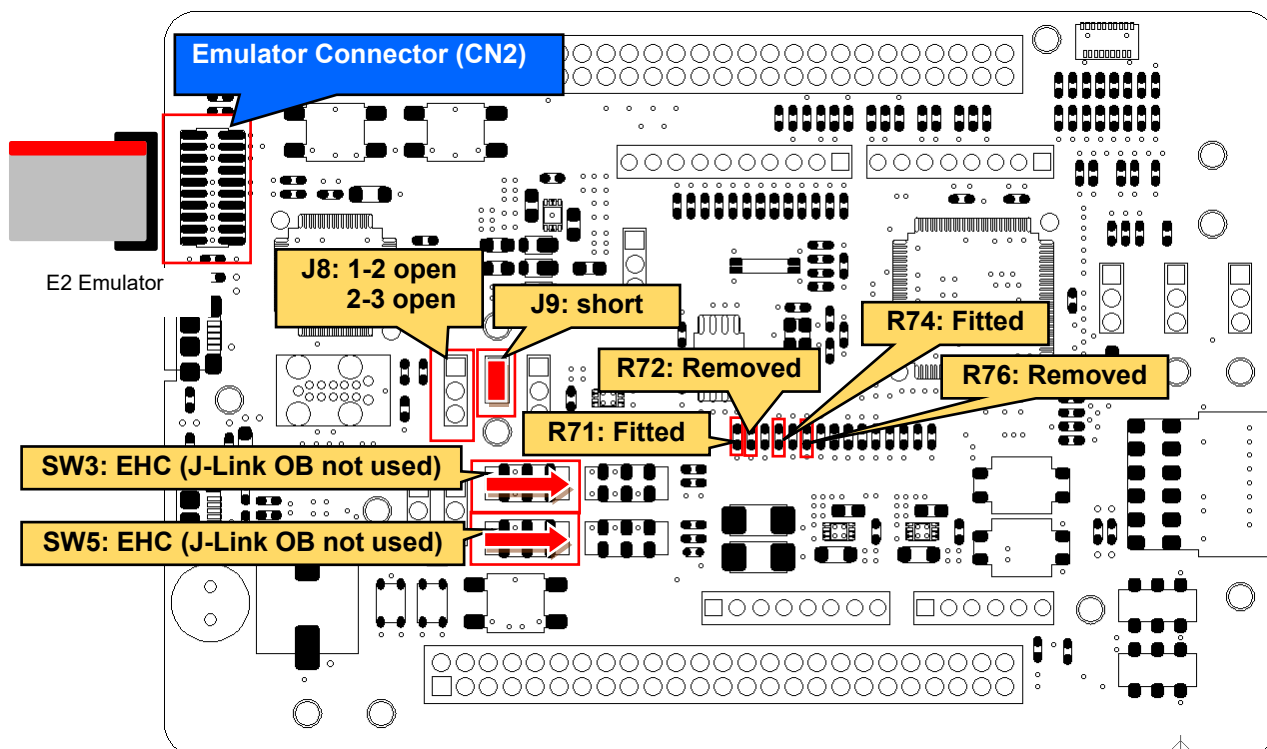 Emulator Connector (CN2)
E2 Emulator
J8: 1-2 open
2-3 open
J9: short
R74: Fitted
R72: Removed
R76: Removed
R71: Fitted
SW3: EHC (J-Link OB not used)
SW5: EHC (J-Link OB not used)